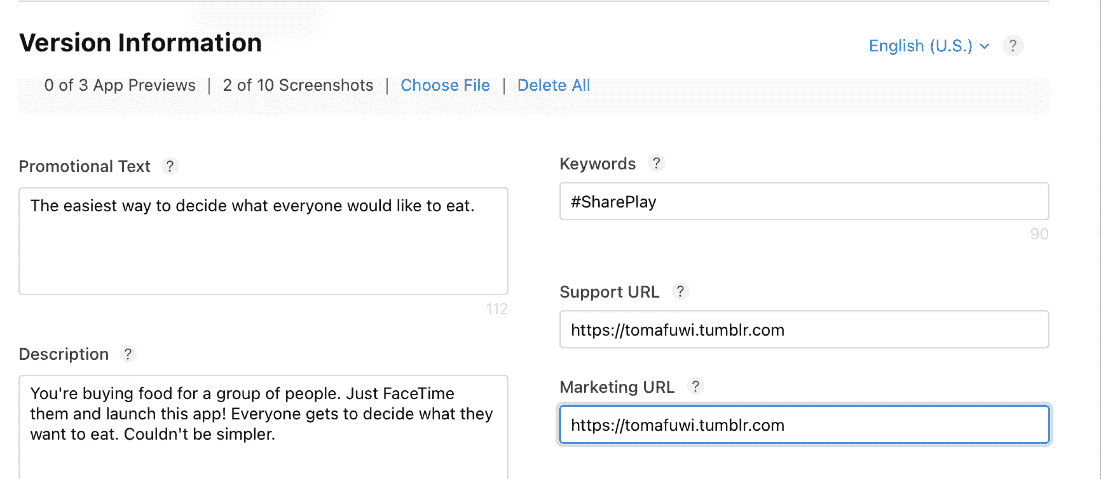 Version Information
English (U.S.) ?
0 of 3 App Previews | 2 of 10 Screenshots | Choose File | Delete All
Promotional Text ?
The easiest way to decide what everyone would like to eat.
112
Description ?
You're buying food for a group of people. Just FaceTime
them and launch this app! Everyone gets to decide what they
want to eat. Couldn't be simpler.
Keywords ?
#SharePlay
90
Support URL ?
https://tomafuwi.tumblr.com
Marketing URL ?
https://tomafuwi.tumblr.com